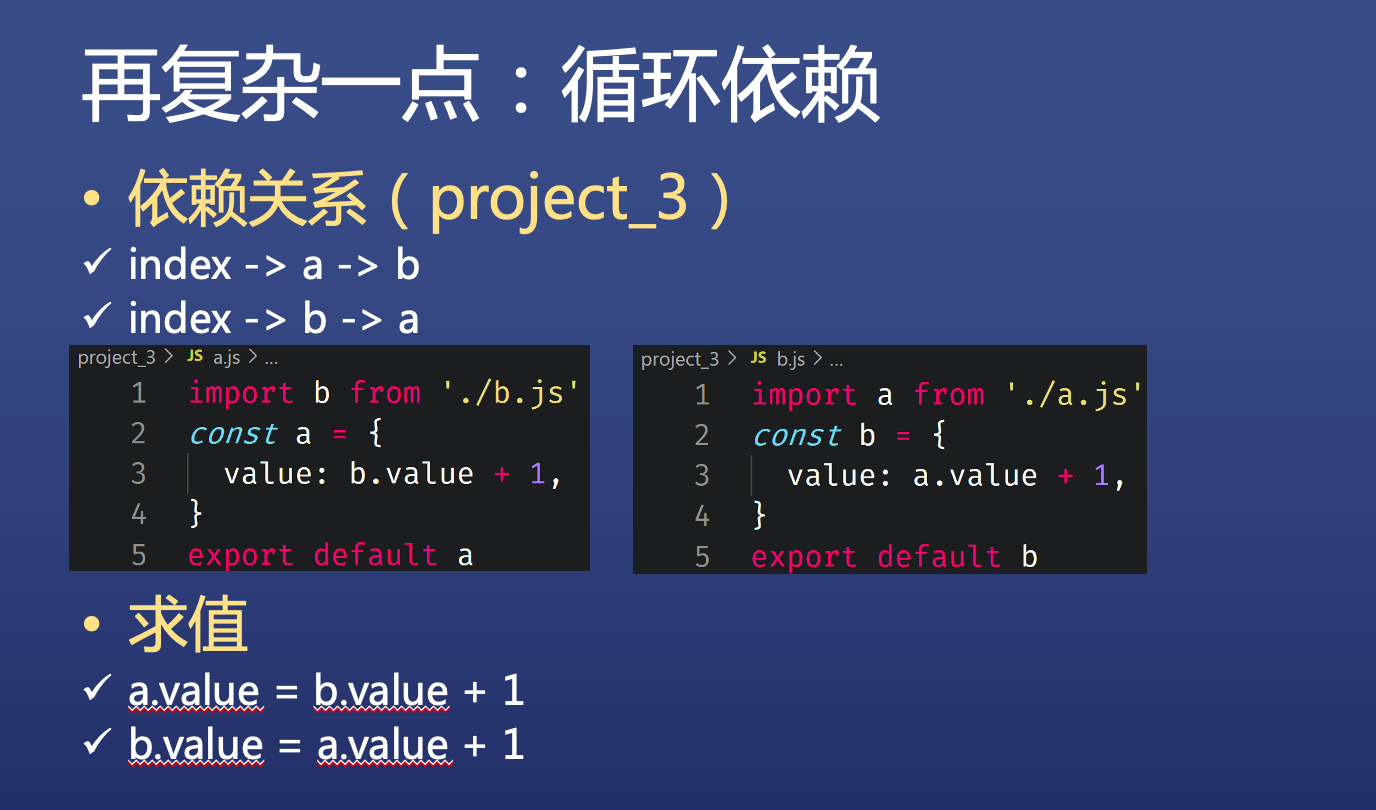 再复杂一点：循环依赖
• 依赖关系（project_3）
✓ index -> a -> b
✓ index -> b -> a
project_3 > JS a.js > ...
1 import b from './b.js'
2 const a = {
3 value: b.value + 1,
4 }
5 export default a
project_3 > JS b.js > ...
1 import a from './a.js'
2 const b = {
3 value: a.value + 1,
4 }
5 export default b
• 求值
✓ a.value = b.value + 1
✓ b.value = a.value + 1